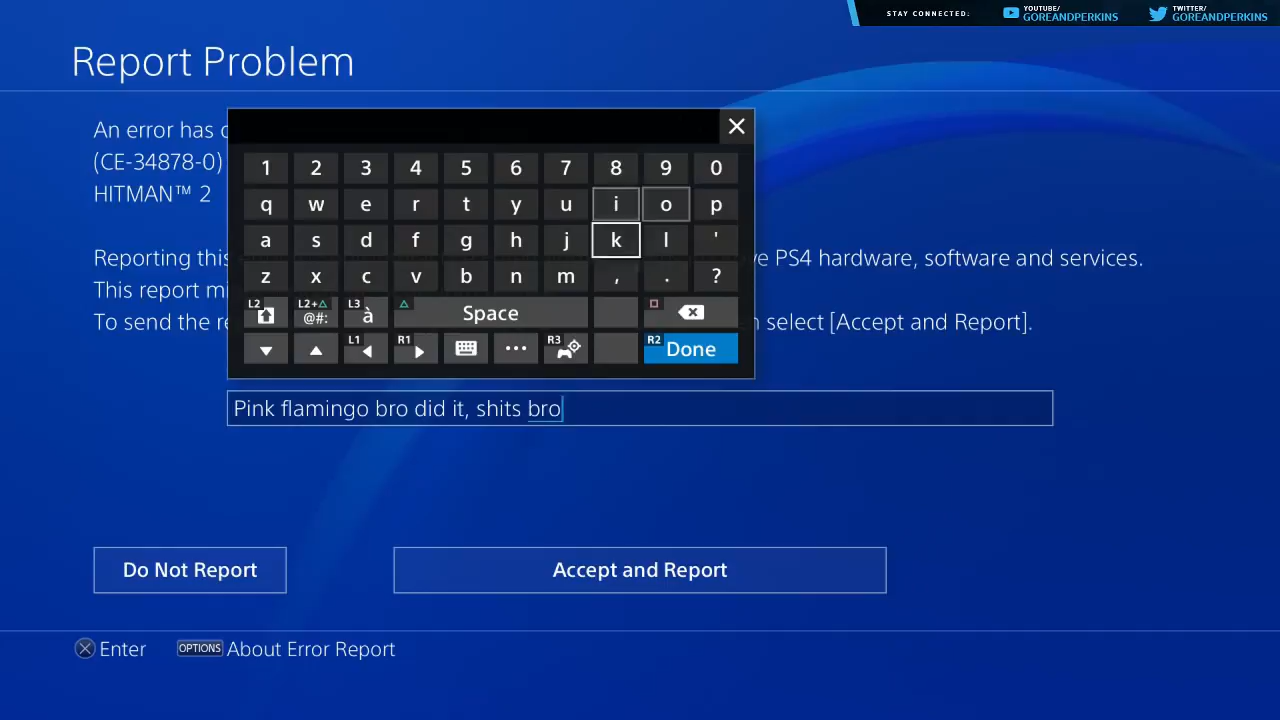 STAY CONNECTED:
YOUTUBE/
GOREANDPERKINS
TWITTER/
GOREANDPERKINS
Report Problem
An error has
(CE-34878-0)
HITMAN™ 2
Reporting this PS4 hardware, software and services.
This report
To send the select [Accept and Report].
1 2 3 4 5 6 7 8 9 0
q w e r t y u i o p
a s d f g h j k l '
z x c v b n m , . ?
L2 L2+△ @#: L3 à △ Space
L1 R1 ... R3 R2 Done
Pink flamingo bro did it, shits bro
Do Not Report
Accept and Report
Enter OPTIONS About Error Report